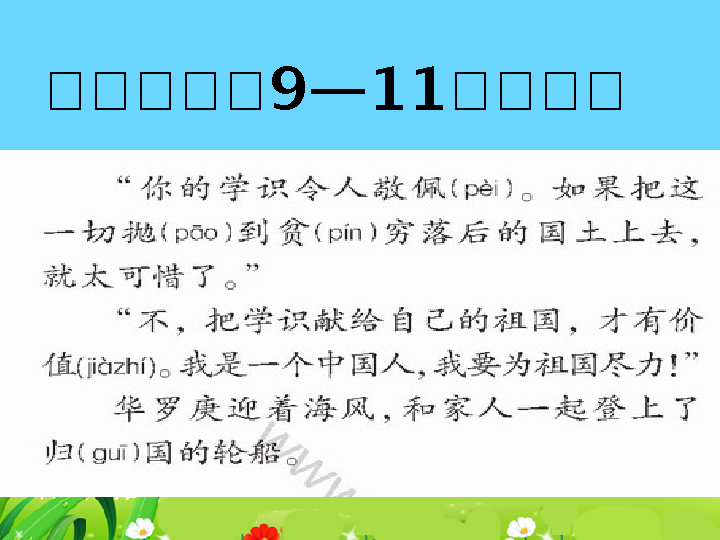 9—11
“你的学识令人敬佩(pèi)。如果把这
一切抛(pāo)到贫(pín)穷落后的国土上去,
就太可惜了。”
“不,把学识献给自己的祖国,才有价
值(jiàzhí)。我是一个中国人,我要为祖国尽力!”
华罗庚迎着海风,和家人一起登上了
归(guī)国的轮船。
www